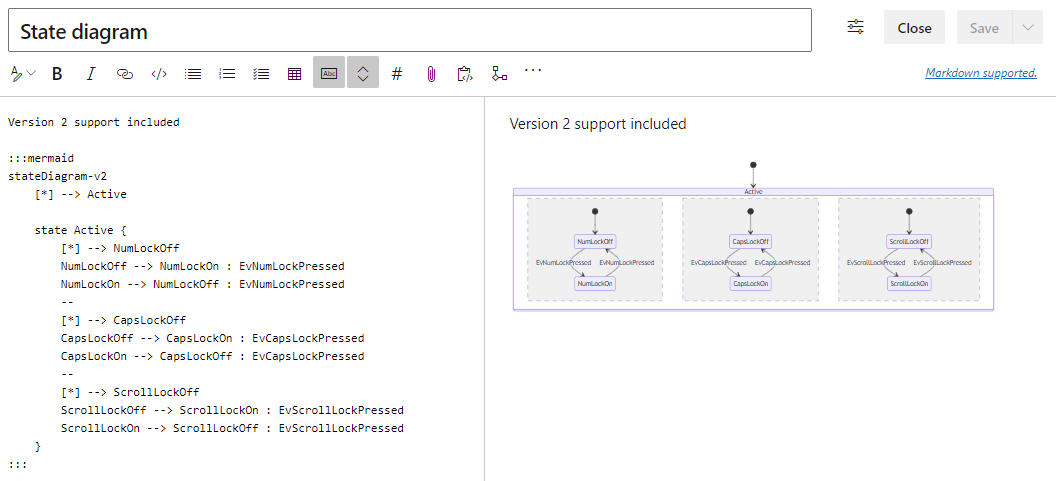 State diagram
Close
Save
B
I
</>
Abc
#
...
Markdown supported.
Version 2 support included
:::mermaid
stateDiagram-v2
    [*] --> Active
    state Active {
        [*] --> NumLockOff
        NumLockOff --> NumLockOn : EvNumLockPressed
        NumLockOn --> NumLockOff : EvNumLockPressed
        --
        [*] --> CapsLockOff
        CapsLockOff --> CapsLockOn : EvCapsLockPressed
        CapsLockOn --> CapsLockOff : EvCapsLockPressed
        --
        [*] --> ScrollLockOff
        ScrollLockOff --> ScrollLockOn : EvScrollLockPressed
        ScrollLockOn --> ScrollLockOff : EvScrollLockPressed
    }
:::
Version 2 support included
Active
NumLockOff
EvNumLockPressed EvNumLockPressed
NumLockOn
CapsLockOff
EvCapsLockPressed EvCapsLockPressed
CapsLockOn
ScrollLockOff
EvScrollLockPressed EvScrollLockPressed
ScrollLockOn